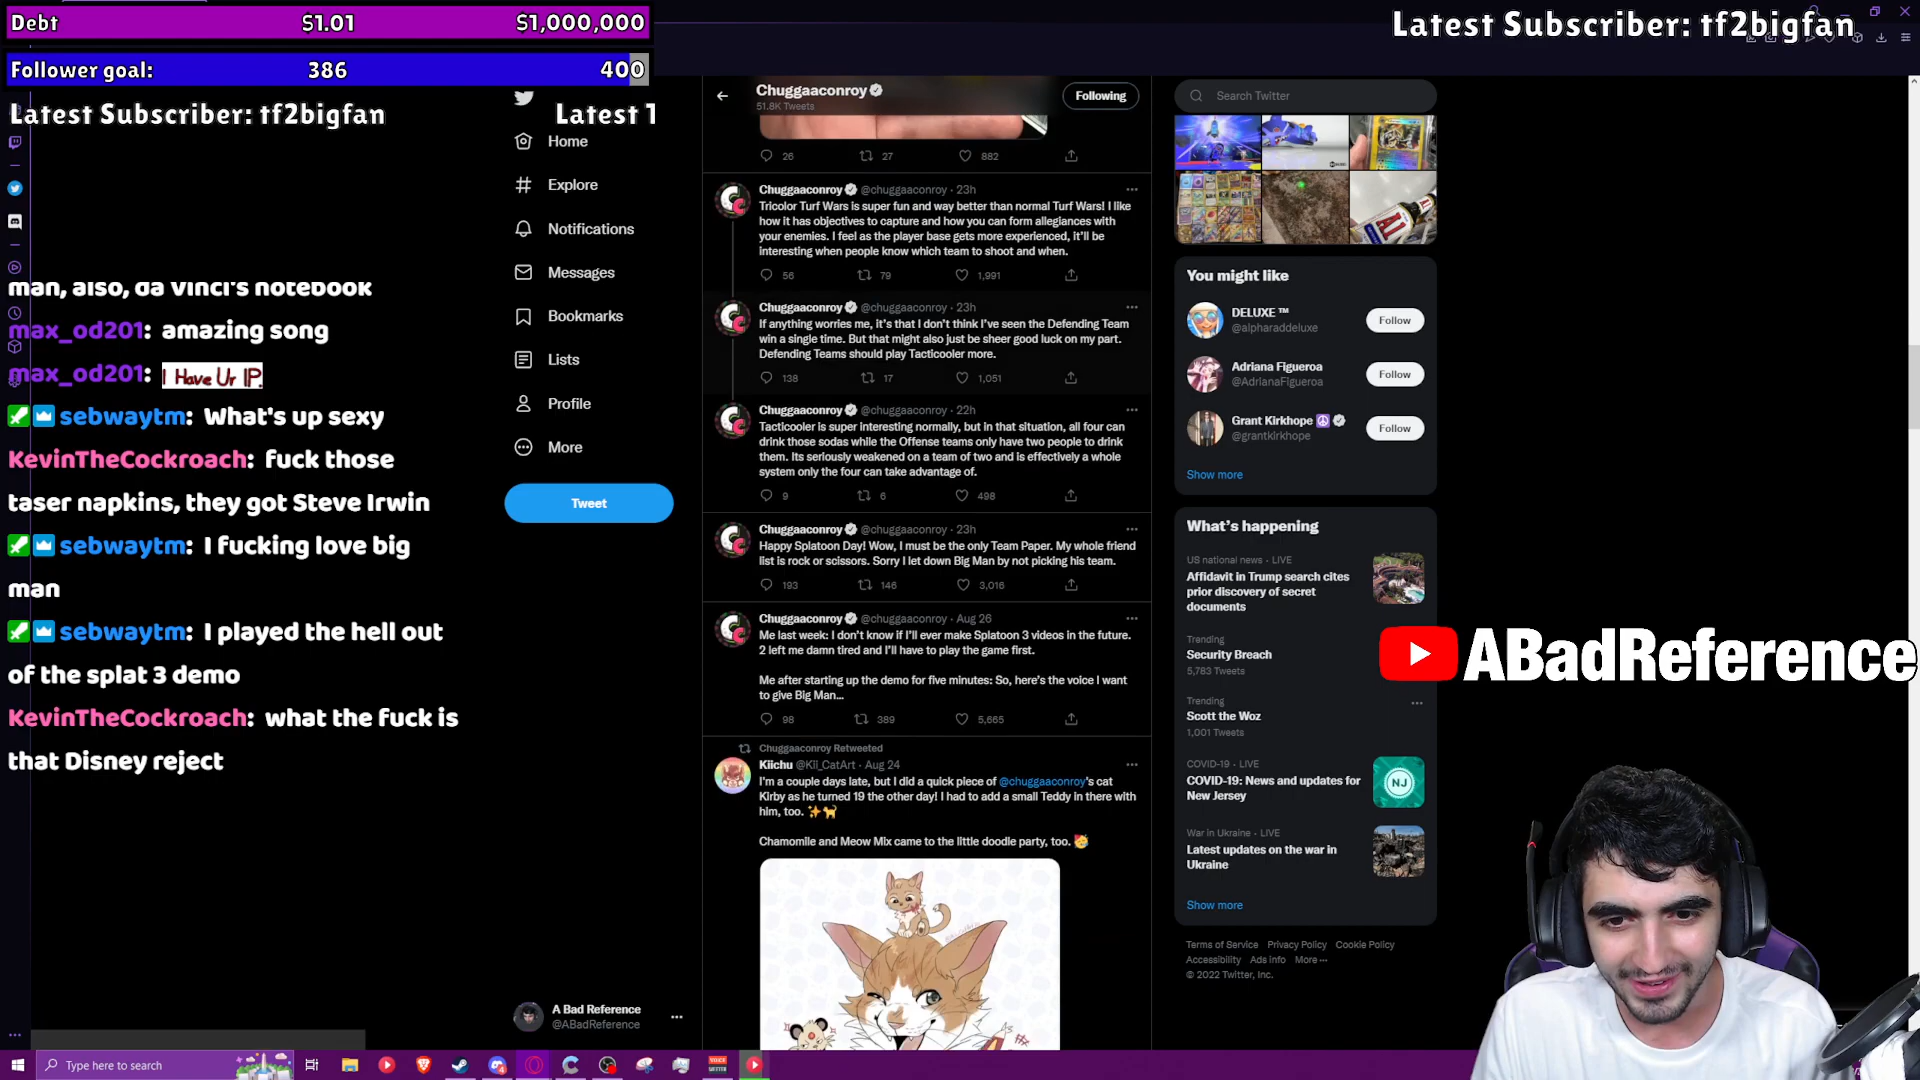 Debt $1.01 $1,000,000
Latest Subscriber: tf2bigfan
Follower goal: 386 400
Latest Subscriber: tf2bigfan Latest
man, also, da vinci's notebook
max_od201: amazing song
max_od201: I Have Ur IP.
sebwaytm: What's up sexy
KevinTheCockroach: fuck those
taser napkins, they got Steve Irwin
sebwaytm: I fucking love big
man
sebwaytm: I played the hell out
of the splat 3 demo
KevinTheCockroach: what the fuck is
that Disney reject
Home
Explore
Notifications
Messages
Bookmarks
Lists
Profile
More
Tweet
A Bad Reference
@ABadReference
Chuggaaconroy
51.8K Tweets
Following
26 27 882
Chuggaaconroy @chuggaaconroy · 23h
Tricolor Turf Wars is super fun and way better than normal Turf Wars! I like
how it has objectives to capture and how you can form allegiances with
your enemies. I feel as the player base gets more experienced, it'll be
interesting when people know which team to shoot and when.
56 79 1,991
Chuggaaconroy @chuggaaconroy · 23h
If anything worries me, it's that I don't think I've seen the Defending Team
win a single time. But that might also just be sheer good luck on my part.
Defending Teams should play Tacticooler more.
138 17 1,051
Chuggaaconroy @chuggaaconroy · 22h
Tacticooler is super interesting normally, but in that situation, all four can
drink those sodas while the Offense teams only have two people to drink
them. Its seriously weakened on a team of two and is effectively a whole
system only the four can take advantage of.
9 6 498
Chuggaaconroy @chuggaaconroy · 23h
Happy Splatoon Day! Wow, I must be the only Team Paper. My whole friend
list is rock or scissors. Sorry I let down Big Man by not picking his team.
193 146 3,016
Chuggaaconroy @chuggaaconroy · Aug 26
Me last week: I don't know if I'll ever make Splatoon 3 videos in the future.
2 left me damn tired and I'll have to play the game first.
Me after starting up the demo for five minutes: So, here's the voice I want
to give Big Man...
98 389 5,665
Chuggaaconroy Retweeted
Kiichu @Kii_CatArt · Aug 24
I'm a couple days late, but I did a quick piece of @chuggaaconroy's cat
Kirby as he turned 19 the other day! I had to add a small Teddy in there with
him, too. ✨🐈
Chamomile and Meow Mix came to the little doodle party, too. 🥳
Search Twitter
You might like
DELUXE ™
@alpharaddeluxe
Follow
Adriana Figueroa
@AdrianaFigueroa
Follow
Grant Kirkhope ☮
@grantkirkhope
Follow
Show more
What's happening
US national news · LIVE
Affidavit in Trump search cites
prior discovery of secret
documents
Trending
Security Breach
5,783 Tweets
Trending
Scott the Woz
1,001 Tweets
COVID-19 · LIVE
COVID-19: News and updates for
New Jersey
NJ
War in Ukraine · LIVE
Latest updates on the war in
Ukraine
Show more
Terms of Service Privacy Policy Cookie Policy
Accessibility Ads info More
© 2022 Twitter, Inc.
ABadReference
Type here to search